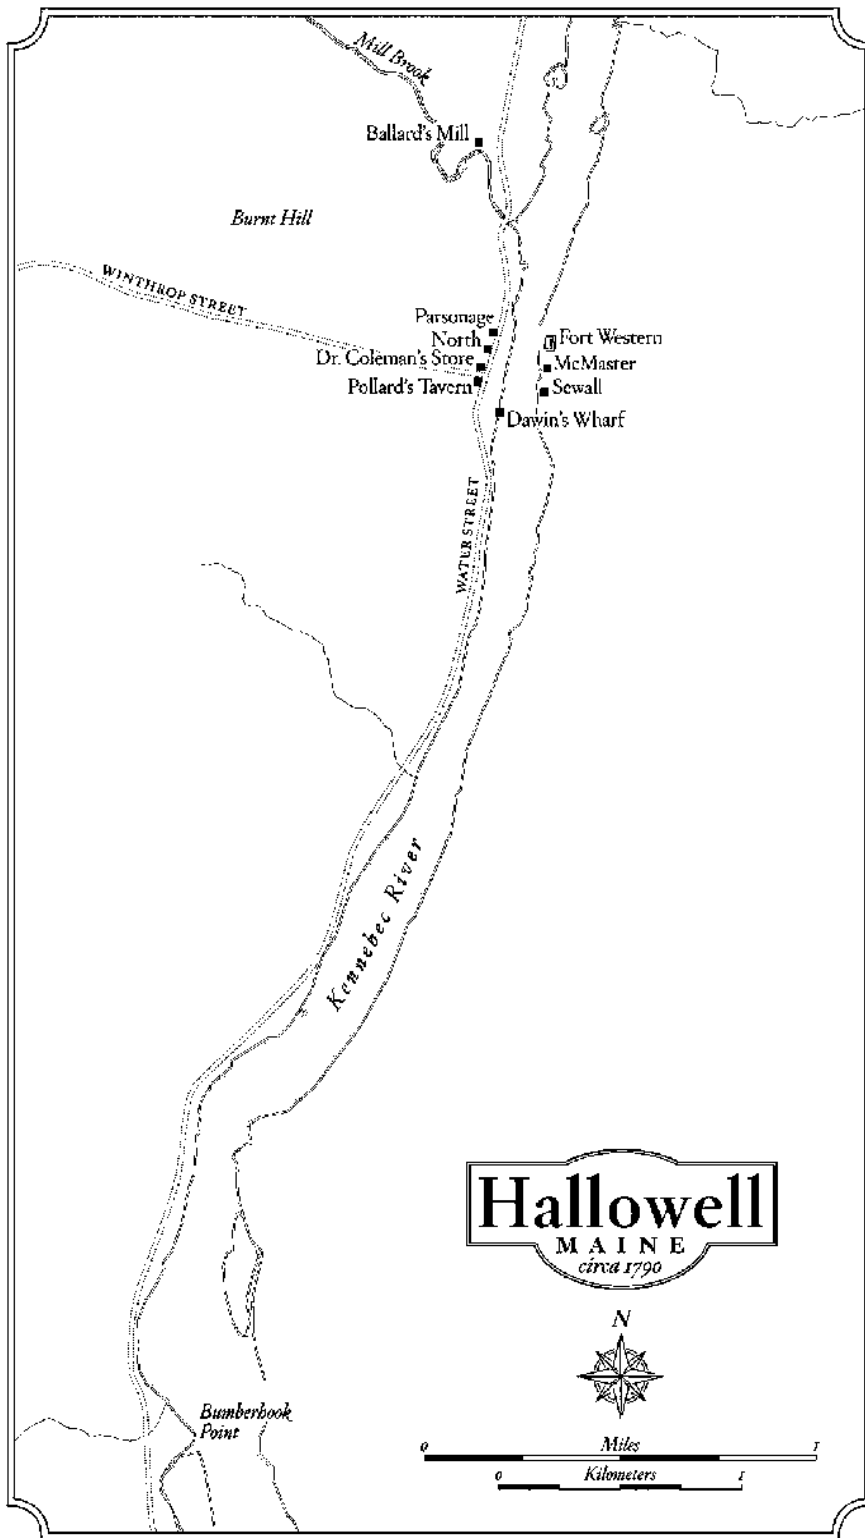 Mill Brook
Ballard's Mill
Burnt Hill
WINTHROP STREET
Parsonage
North
Dr. Coleman's Store
Pollard's Tavern
Fort Western
McMaster
Sewall
Dawin's Wharf
WATER STREET
Kennebec River
Hallowell
MAINE
circa 1790
N
Bumberhook
Point
0 Miles 1
0 Kilometers 1